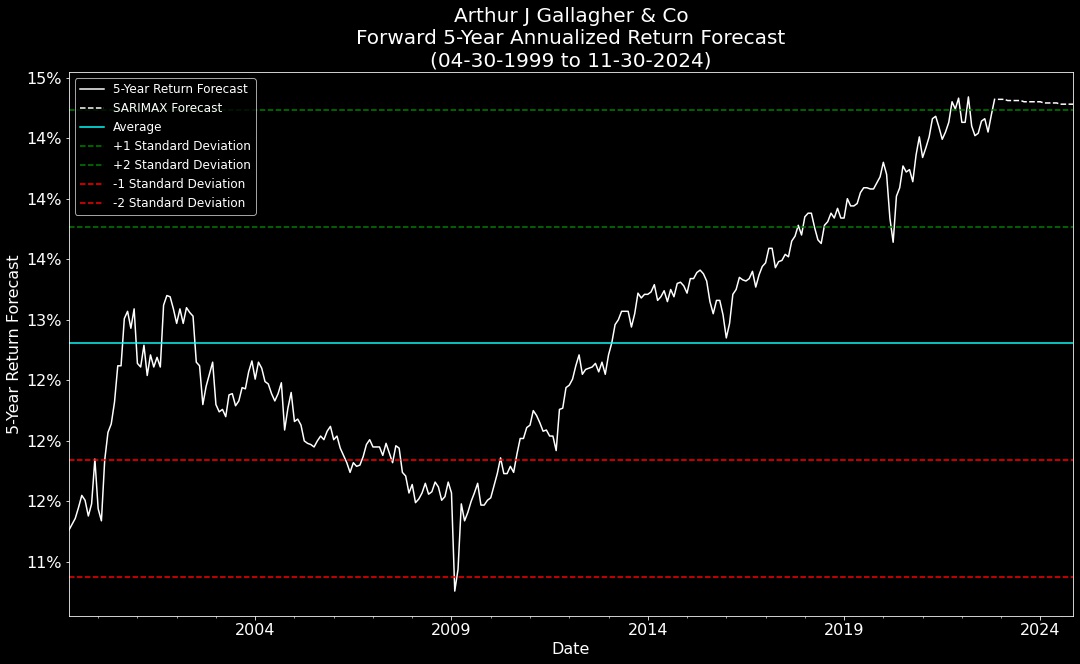 Arthur J Gallagher & Co
Forward 5-Year Annualized Return Forecast
(04-30-1999 to 11-30-2024)
15%
14%
14%
14%
13%
12%
12%
12%
11%
5-Year Return Forecast
5-Year Return Forecast
SARIMAX Forecast
Average
+1 Standard Deviation
+2 Standard Deviation
-1 Standard Deviation
-2 Standard Deviation
2004
2009
2014
2019
2024
Date